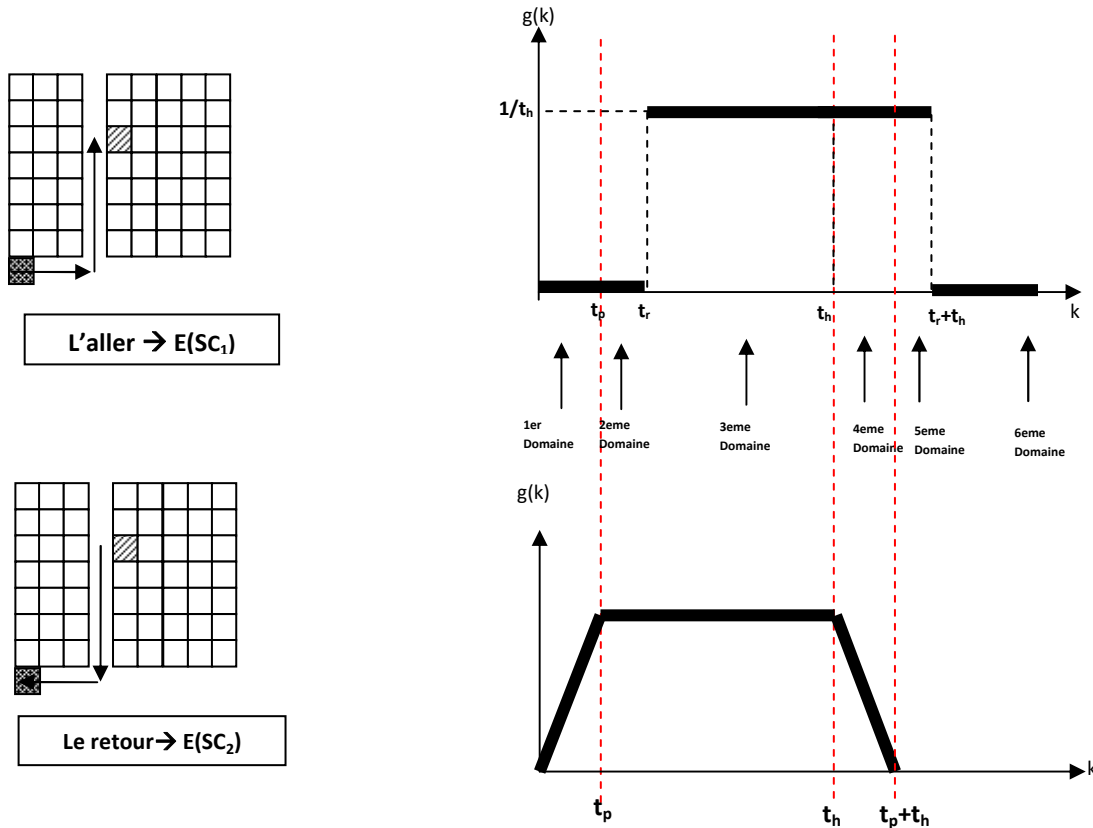 g(k)
1/tₕ
tₚ tᵣ tₕ tᵣ+tₕ k
L'aller → E(SC₁)
1er Domaine
2eme Domaine
3eme Domaine
4eme Domaine
5eme Domaine
6eme Domaine
g(k)
k
tₚ tₕ tₚ+tₕ
Le retour→ E(SC₂)